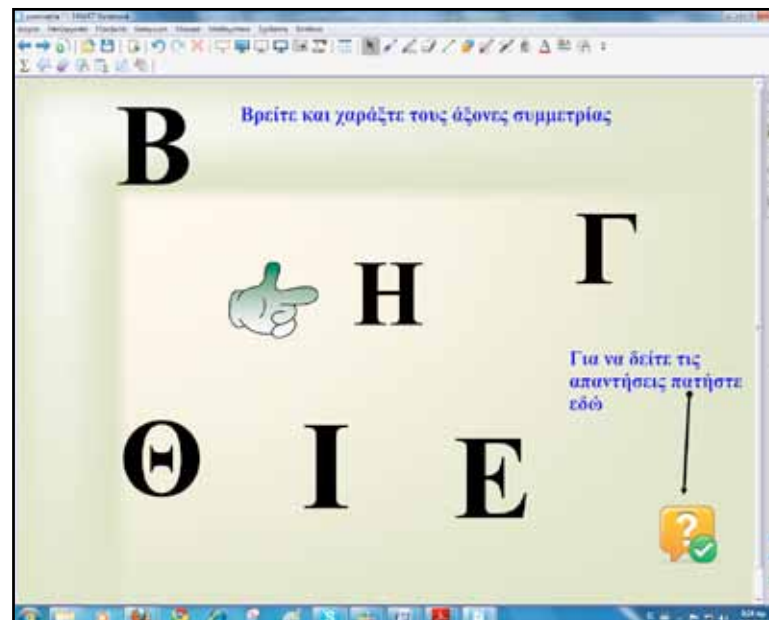 Βρείτε και χαράξτε τους άξονες συμμετρίας
Β
Γ
Η
Για να δείτε τις
απαντήσεις πατήστε
εδώ
Θ Ι Ε